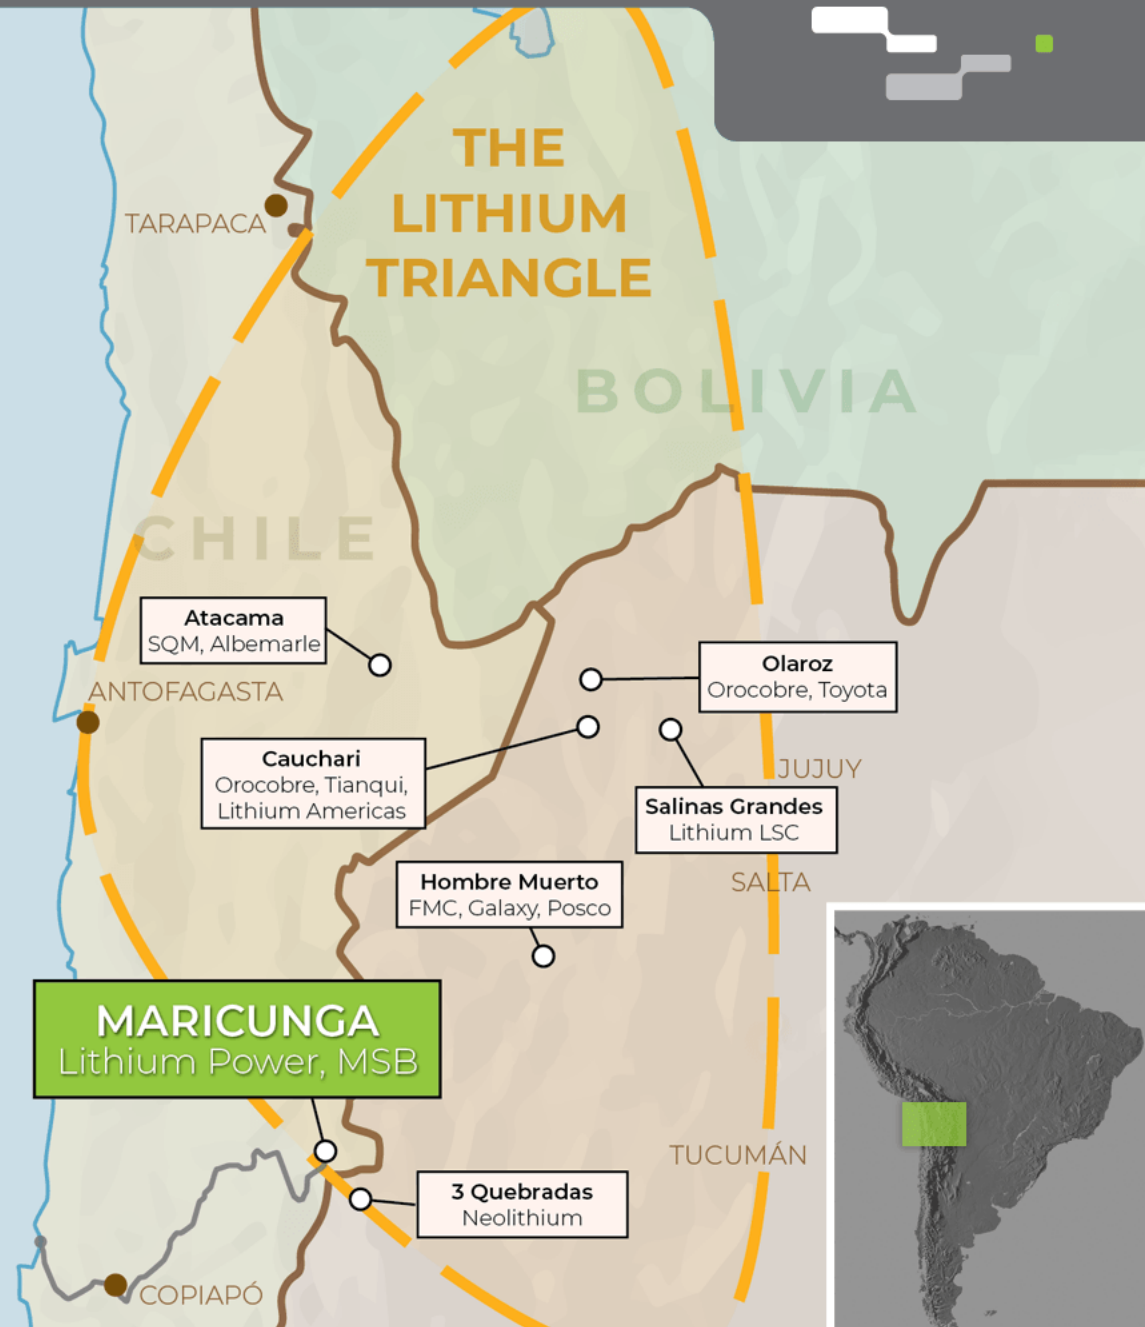 THE
LITHIUM
TRIANGLE
TARAPACA
BOLIVIA
CHILE
Atacama
SQM, Albemarle
ANTOFAGASTA
Olaroz
Orocobre, Toyota
Cauchari
Orocobre, Tianqui,
Lithium Americas
JUJUY
Salinas Grandes
Lithium LSC
SALTA
Hombre Muerto
FMC, Galaxy, Posco
MARICUNGA
Lithium Power, MSB
TUCUMÁN
3 Quebradas
Neolithium
COPIAPÓ